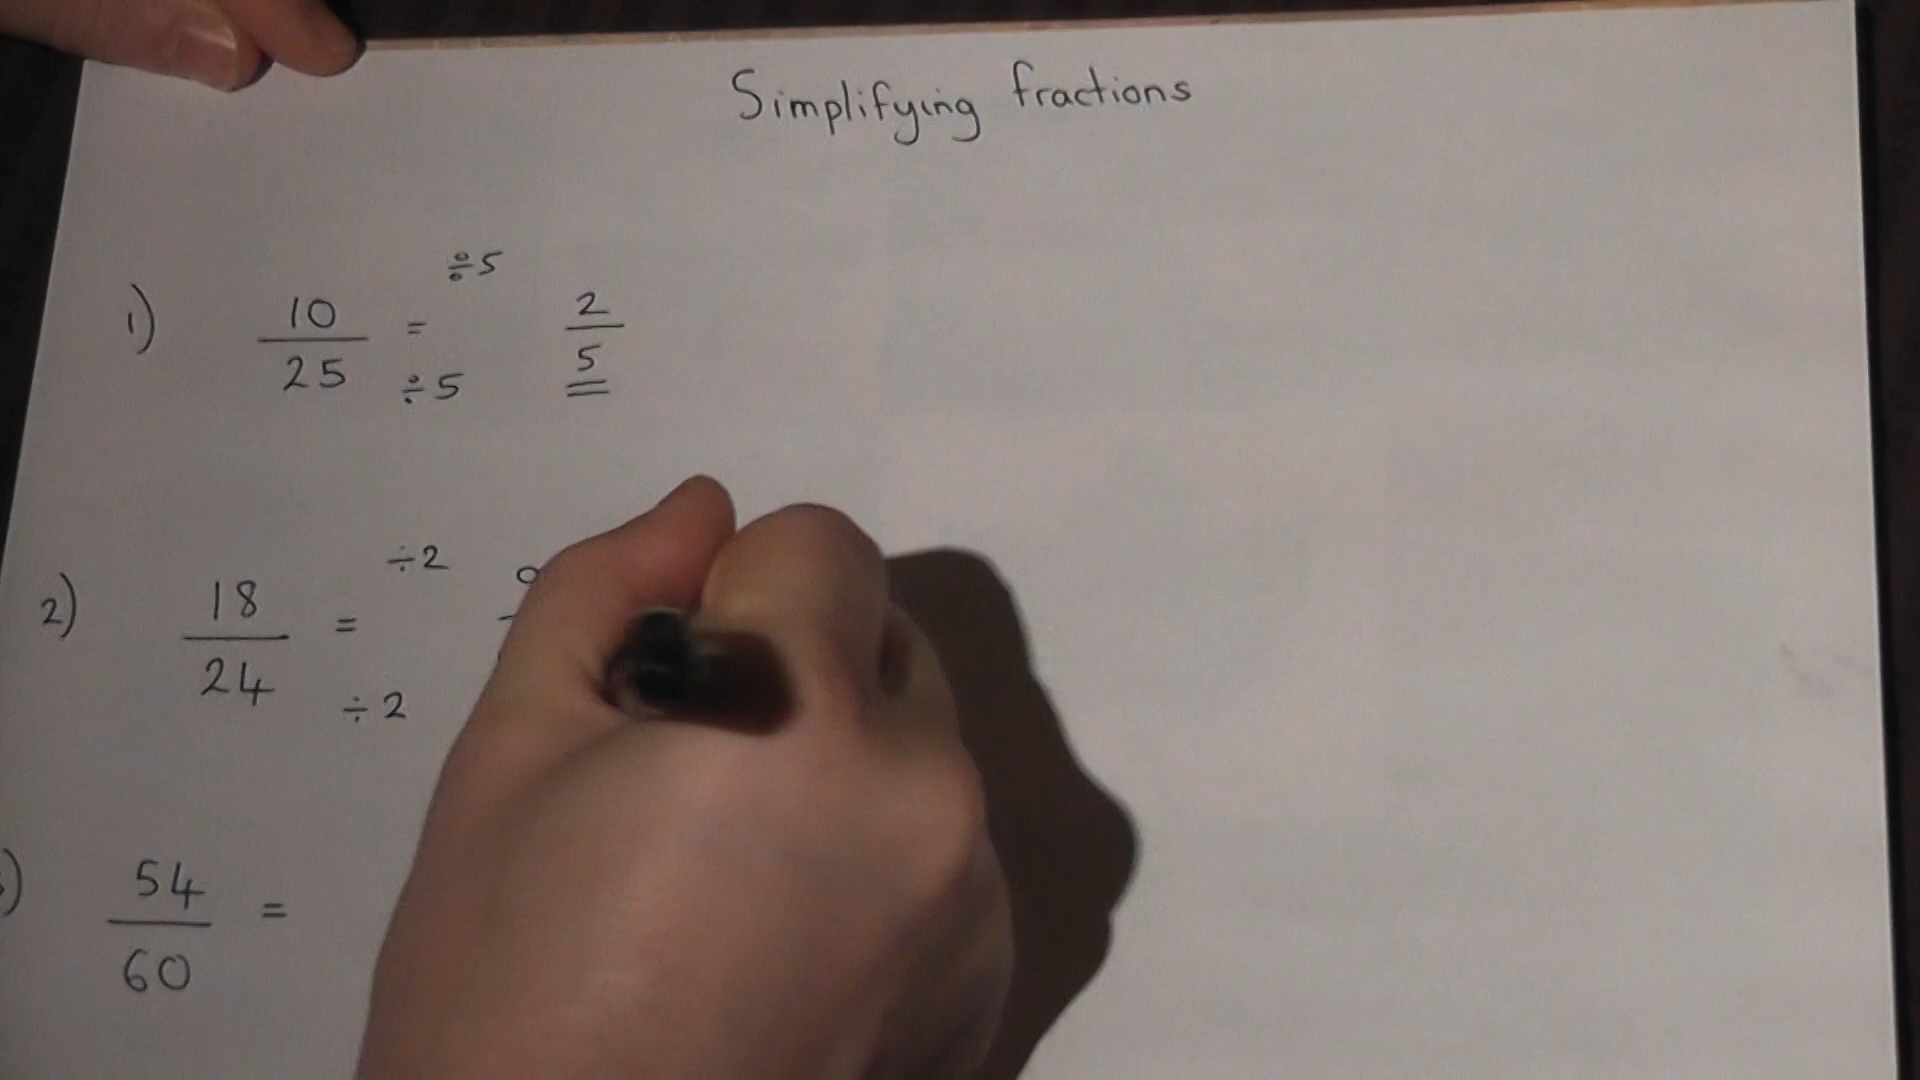 Simplifying fractions
÷5
1) 10/25 = 2/5
÷5
÷2
2) 18/24 =
÷2
54/60 =